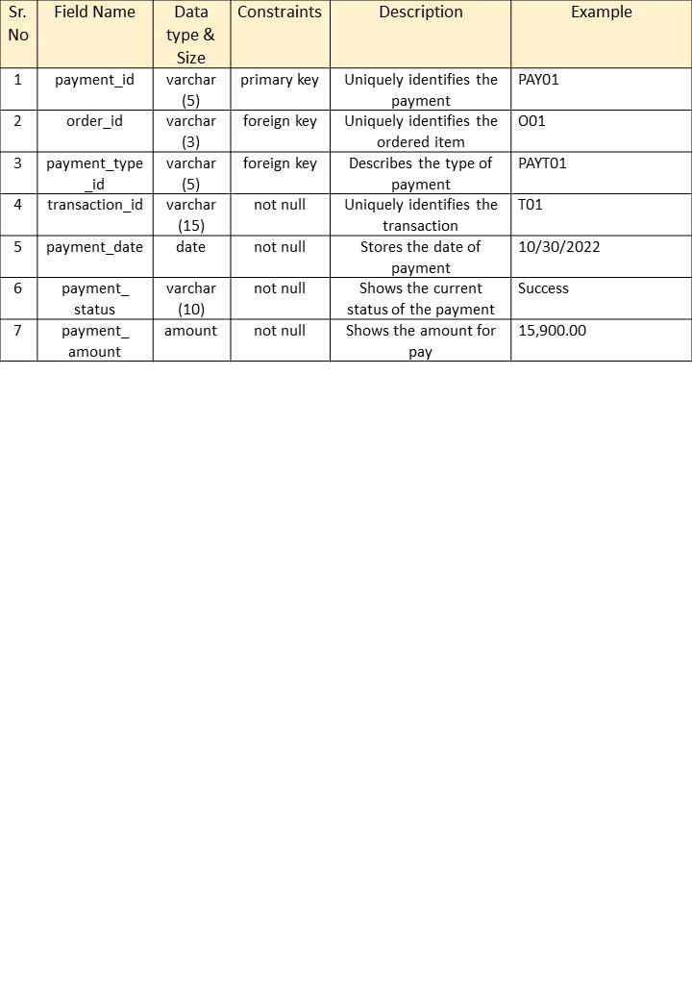 Sr. No | Field Name | Data type & Size | Constraints | Description | Example
1 | payment_id | varchar (5) | primary key | Uniquely identifies the payment | PAY01
2 | order_id | varchar (3) | foreign key | Uniquely identifies the ordered item | O01
3 | payment_type _id | varchar (5) | foreign key | Describes the type of payment | PAYT01
4 | transaction_id | varchar (15) | not null | Uniquely identifies the transaction | T01
5 | payment_date | date | not null | Stores the date of payment | 10/30/2022
6 | payment_ status | varchar (10) | not null | Shows the current status of the payment | Success
7 | payment_ amount | amount | not null | Shows the amount for pay | 15,900.00